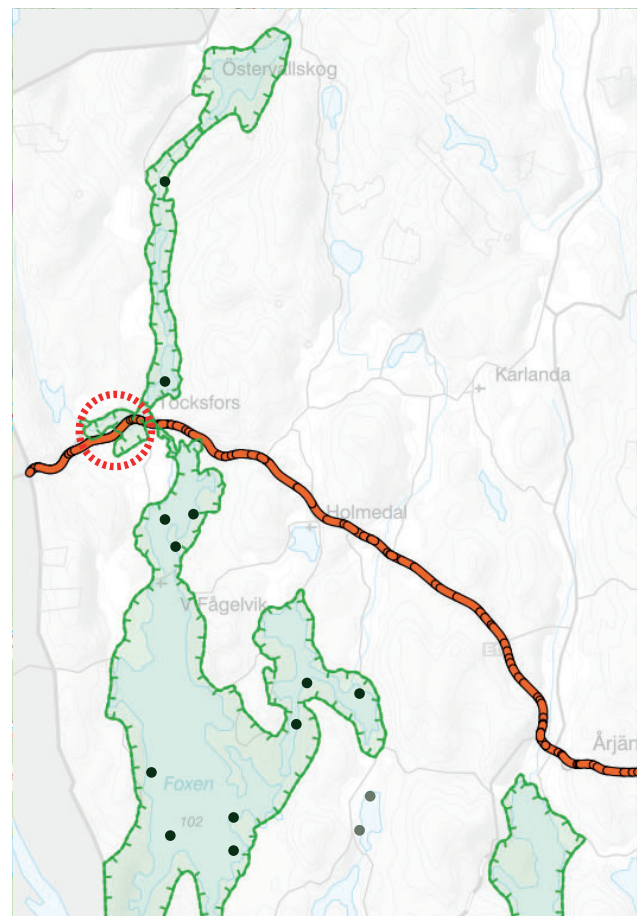 Östervallskog
Karlanda
Töcksfors
Holmedal
V Fågelvik
Årjän
Foxen
102